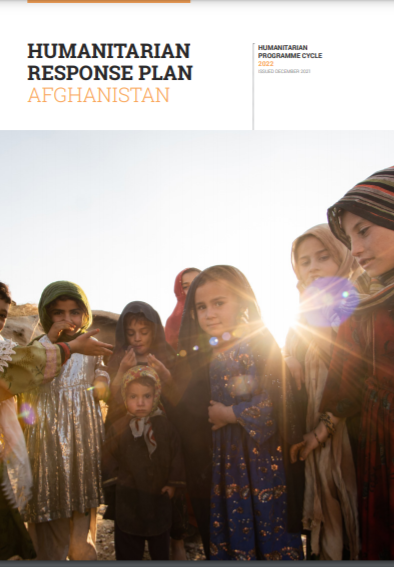 HUMANITARIAN
RESPONSE PLAN
AFGHANISTAN
HUMANITARIAN
PROGRAMME CYCLE
2022
ISSUED DECEMBER 2021